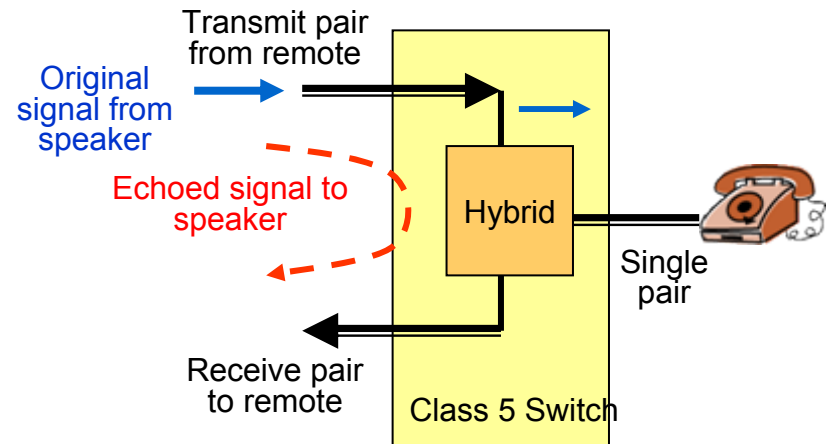 Transmit pair
from remote
Original
signal from
speaker
Echoed signal to
speaker
Hybrid
Single
pair
Receive pair
to remote
Class 5 Switch